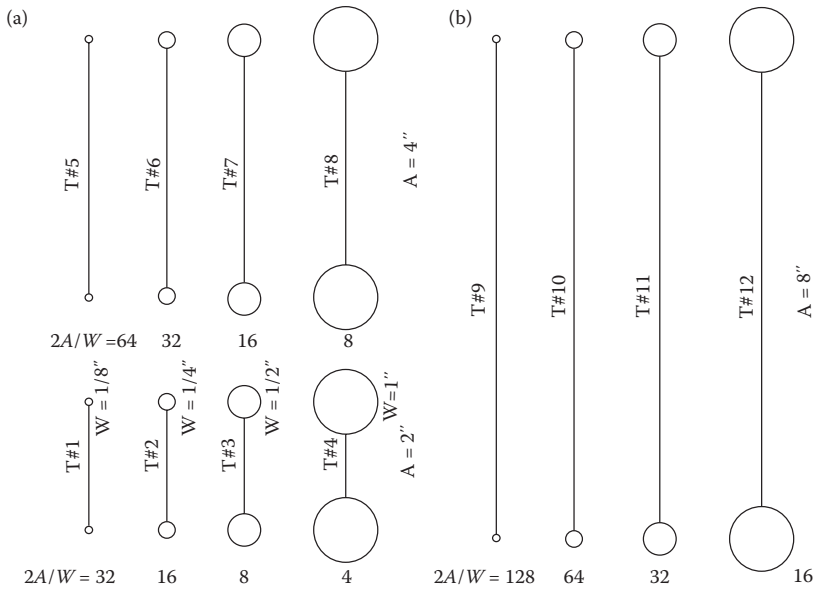 (a)
T#5
T#6
T#7
T#8
A = 4″
2A/W =64 32 16 8
T#1
W = 1/8″
T#2
W = 1/4″
T#3
W = 1/2″
T#4
W=1″
A = 2″
2A/W = 32 16 8 4
(b)
T#9
T#10
T#11
T#12
A = 8″
2A/W = 128 64 32 16